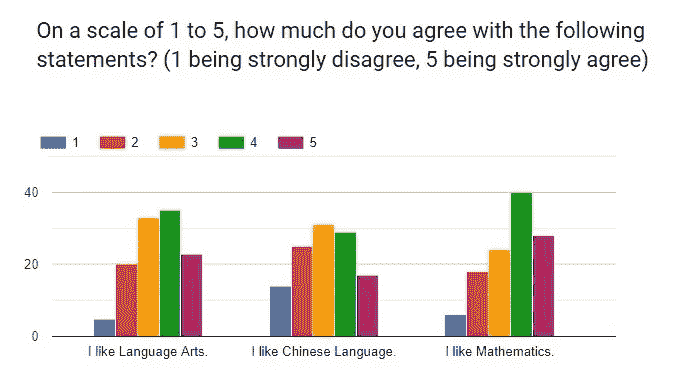 On a scale of 1 to 5, how much do you agree with the following
statements? (1 being strongly disagree, 5 being strongly agree)
1 2 3 4 5
40
20
0
I like Language Arts. I like Chinese Language. I like Mathematics.